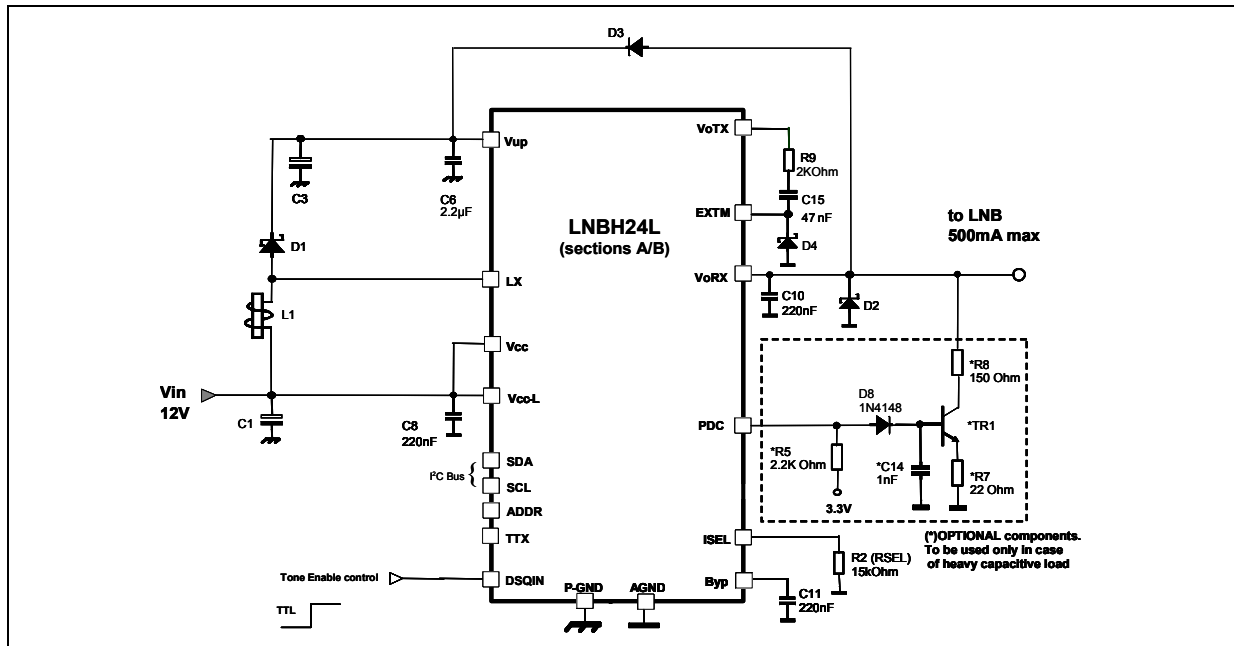 D3
VoTX
Vup
R9
2KOhm
C3
C6
2.2µF
C15
47 nF
LNBH24L
(sections A/B)
EXTM
to LNB
500mA max
D1
D4
VoRX
LX
C10
220nF
D2
L1
Vcc
*R8
150 Ohm
Vin
12V
Vcc-L
D8
1N4148
C1
C8
220nF
PDC
*TR1
*R5
2.2K Ohm
*C14
1nF
*R7
22 Ohm
I²C Bus
{
SDA
SCL
3.3V
ADDR
TTX
ISEL
(*)OPTIONAL components.
To be used only in case
of heavy capacitive load
R2 (RSEL)
15kOhm
Tone Enable control
DSQIN
P-GND
AGND
Byp
C11
220nF
TTL